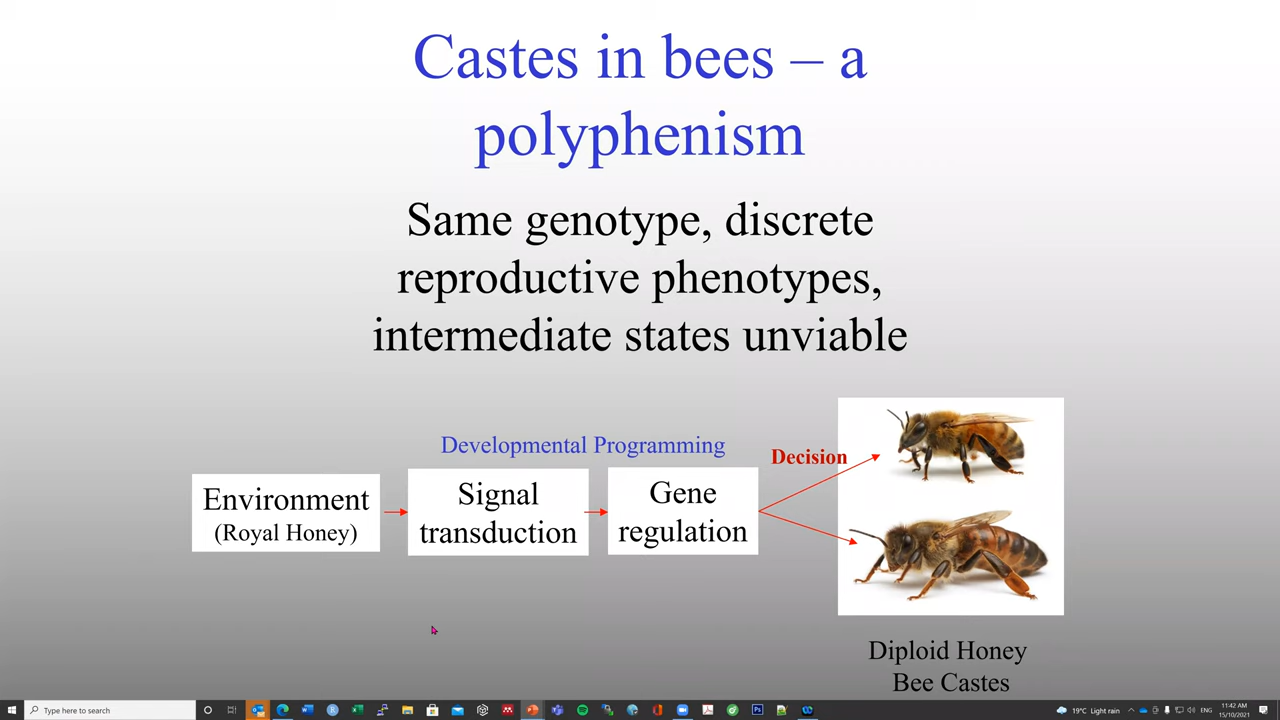 Castes in bees – a
polyphenism
Same genotype, discrete
reproductive phenotypes,
intermediate states unviable
Developmental Programming
Decision
Environment
(Royal Honey)
Signal
transduction
Gene
regulation
Diploid Honey
Bee Castes
Type here to search
19°C Light rain
ENG
11:42 AM
15/10/2021